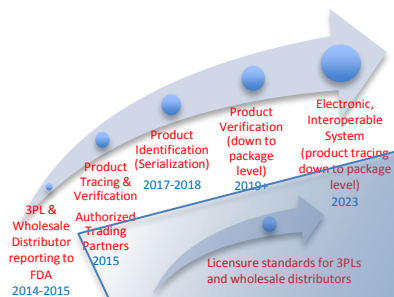 3PL &
Wholesale
Distributor
reporting to
FDA
2014-2015
Product
Tracing &
Verification
Authorized
Trading
Partners
2015
Product
Identification
(Serialization)
2017-2018
Product
Verification
(down to
package
level)
2019+
Electronic,
Interoperable
System
(product tracing
down to package
level)
2023
Licensure standards for 3PLs
and wholesale distributors